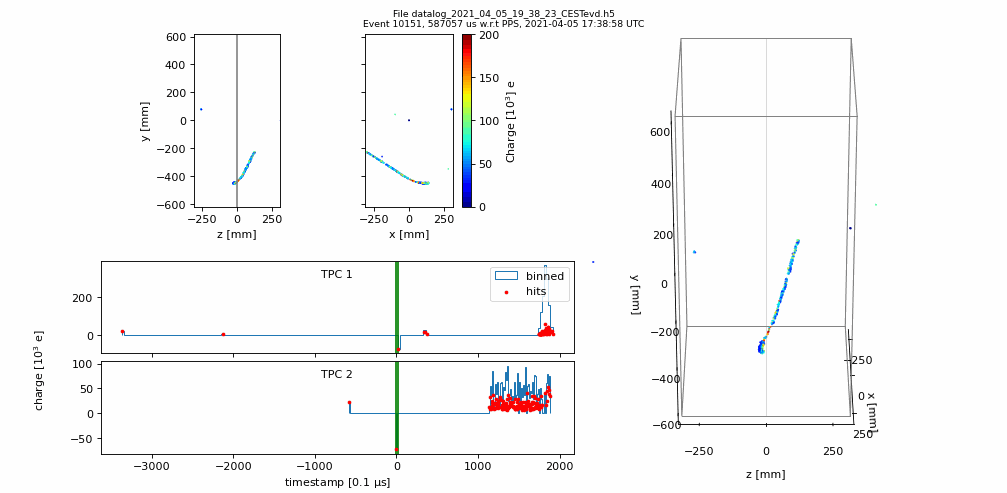 File datalog_2021_04_05_19_38_23_CESTevd.h5
Event 10151, 587057 us w.r.t PPS, 2021-04-05 17:38:58 UTC
600
400
200
0
−200
−400
−600
y [mm]
−250
0
250
z [mm]
−250
0
250
x [mm]
200
150
100
50
0
Charge [10³] e
TPC 1
binned
hits
200
0
TPC 2
100
50
0
−50
charge [10³ e]
−3000
−2000
−1000
0
1000
2000
timestamp [0.1 µs]
600
400
200
0
−200
−400
−600
y [mm]
−250
0
250
x [mm]
−250
0
250
z [mm]